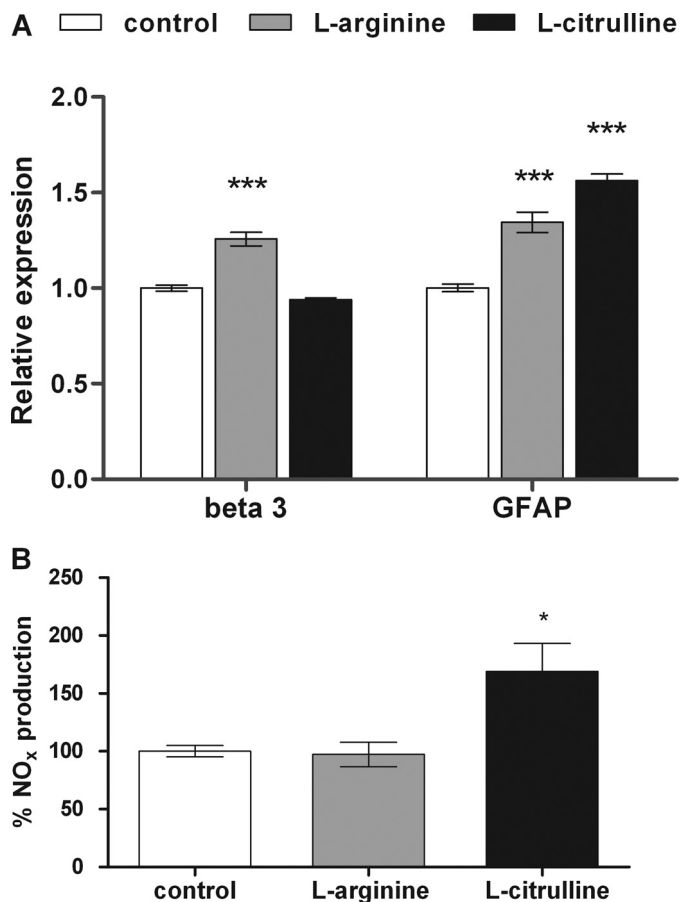 A control L-arginine L-citrulline
Relative expression
2.0
1.5
1.0
0.5
0.0
***
***
***
beta 3 GFAP
B
% NOx production
250
200
150
100
50
0
*
control L-arginine L-citrulline